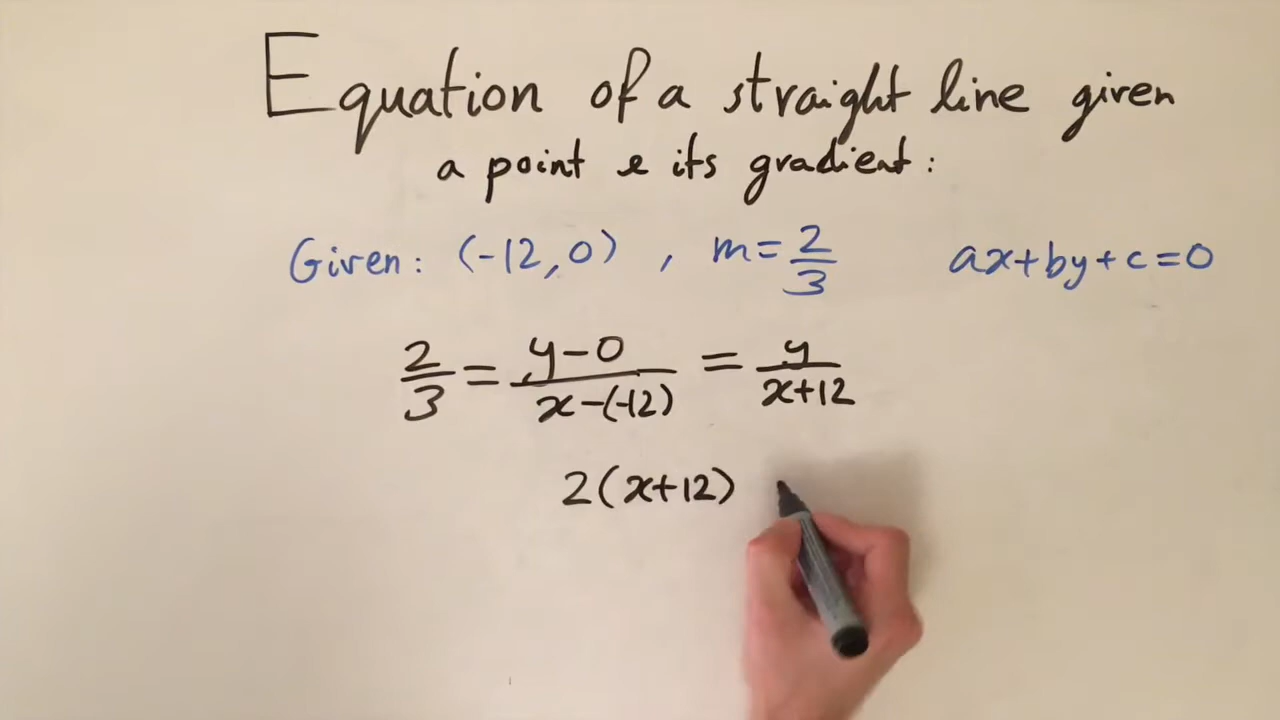 Equation of a straight line given
a point & its gradient:
Given: (-12,0) , m=2/3 ax+by+c=0
2/3 = y-0/x-(-12) = y/x+12
2(x+12)